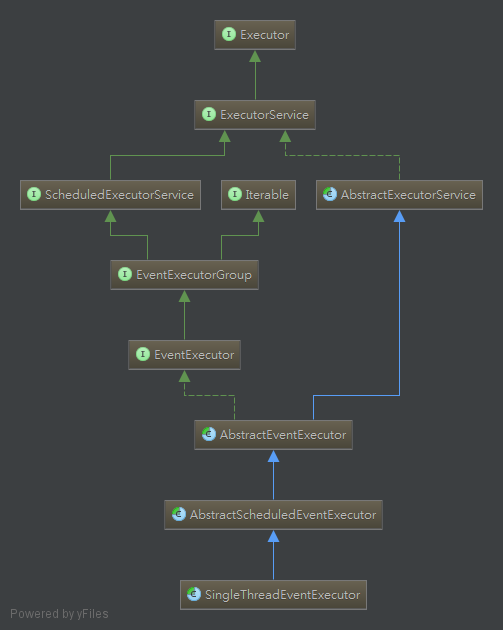 Executor
ExecutorService
ScheduledExecutorService
Iterable
AbstractExecutorService
EventExecutorGroup
EventExecutor
AbstractEventExecutor
AbstractScheduledEventExecutor
SingleThreadEventExecutor
Powered by yFiles